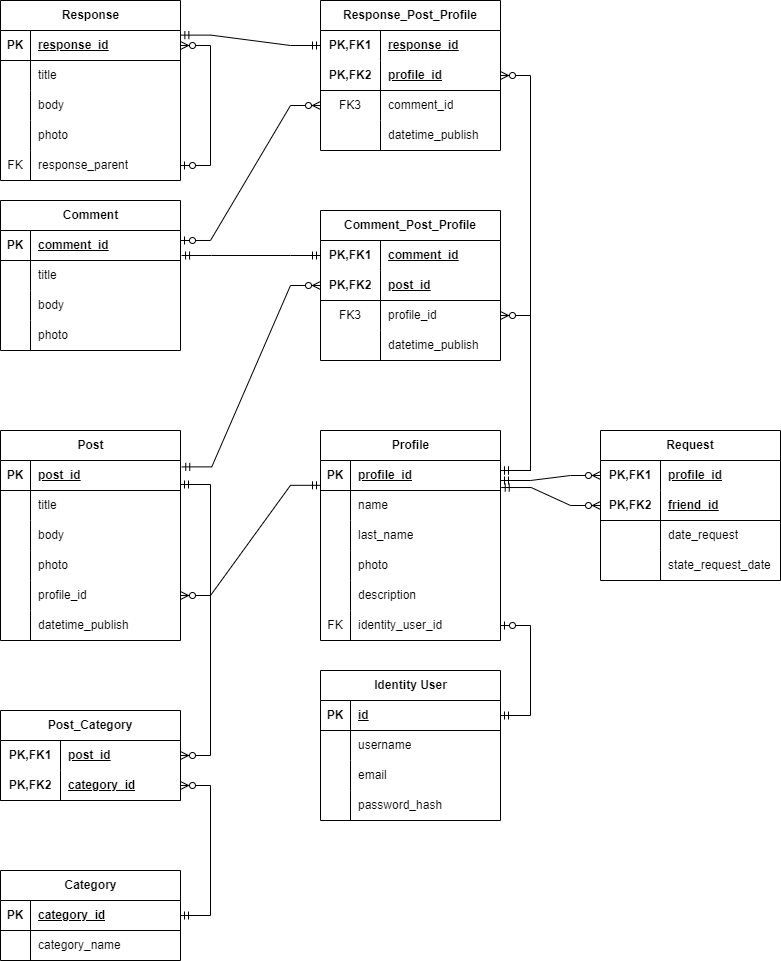 Response
PK response_id
title
body
photo
FK response_parent
Response_Post_Profile
PK,FK1 response_id
PK,FK2 profile_id
FK3 comment_id
datetime_publish
Comment
PK comment_id
title
body
photo
Comment_Post_Profile
PK,FK1 comment_id
PK,FK2 post_id
FK3 profile_id
datetime_publish
Post
PK post_id
title
body
photo
profile_id
datetime_publish
Profile
PK profile_id
name
last_name
photo
description
FK identity_user_id
Request
PK,FK1 profile_id
PK,FK2 friend_id
date_request
state_request_date
Identity User
PK id
username
email
password_hash
Post_Category
PK,FK1 post_id
PK,FK2 category_id
Category
PK category_id
category_name